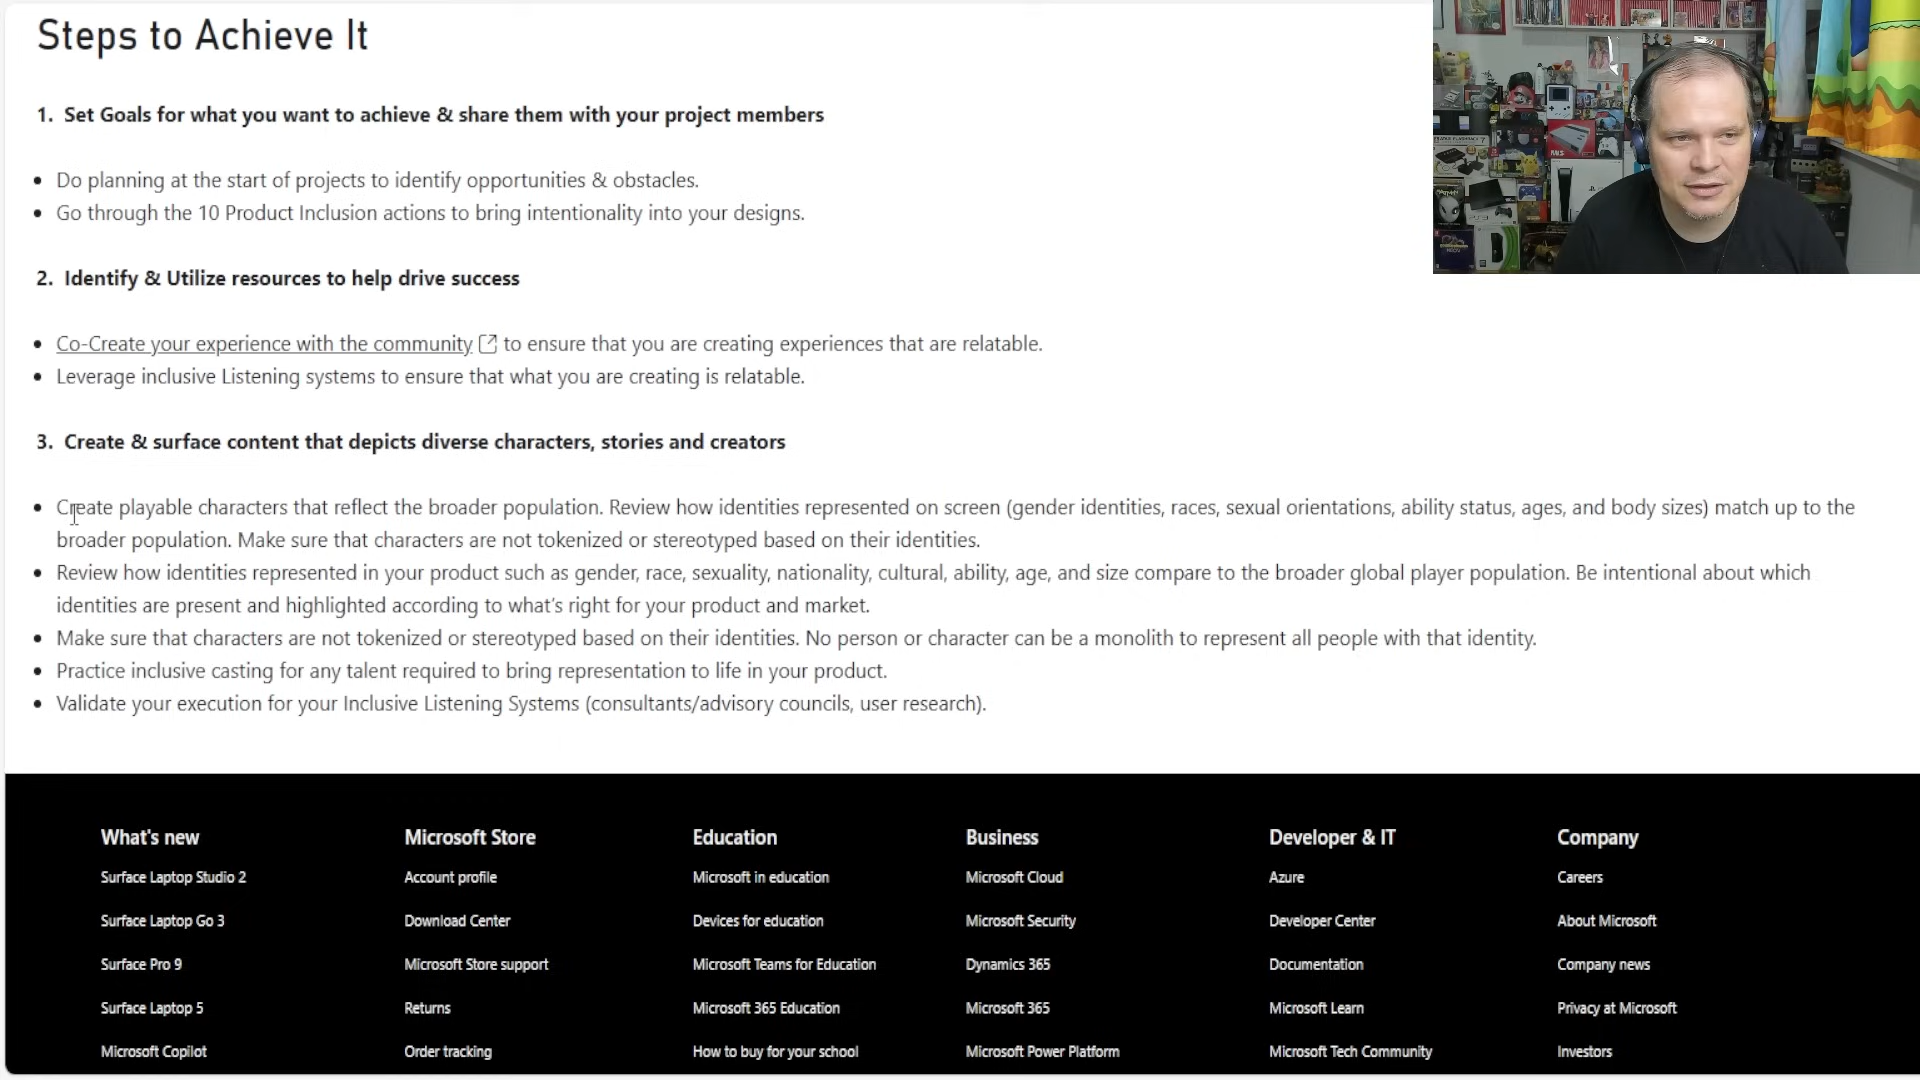 Steps to Achieve It
1. Set Goals for what you want to achieve & share them with your project members
• Do planning at the start of projects to identify opportunities & obstacles.
• Go through the 10 Product Inclusion actions to bring intentionality into your designs.
2. Identify & Utilize resources to help drive success
• Co-Create your experience with the community to ensure that you are creating experiences that are relatable.
• Leverage inclusive Listening systems to ensure that what you are creating is relatable.
3. Create & surface content that depicts diverse characters, stories and creators
• Create playable characters that reflect the broader population. Review how identities represented on screen (gender identities, races, sexual orientations, ability status, ages, and body sizes) match up to the
broader population. Make sure that characters are not tokenized or stereotyped based on their identities.
• Review how identities represented in your product such as gender, race, sexuality, nationality, cultural, ability, age, and size compare to the broader global player population. Be intentional about which
identities are present and highlighted according to what's right for your product and market.
• Make sure that characters are not tokenized or stereotyped based on their identities. No person or character can be a monolith to represent all people with that identity.
• Practice inclusive casting for any talent required to bring representation to life in your product.
• Validate your execution for your Inclusive Listening Systems (consultants/advisory councils, user research).
What's new
Surface Laptop Studio 2
Surface Laptop Go 3
Surface Pro 9
Surface Laptop 5
Microsoft Copilot
Microsoft Store
Account profile
Download Center
Microsoft Store support
Returns
Order tracking
Education
Microsoft in education
Devices for education
Microsoft Teams for Education
Microsoft 365 Education
How to buy for your school
Business
Microsoft Cloud
Microsoft Security
Dynamics 365
Microsoft 365
Microsoft Power Platform
Developer & IT
Azure
Developer Center
Documentation
Microsoft Learn
Microsoft Tech Community
Company
Careers
About Microsoft
Company news
Privacy at Microsoft
Investors